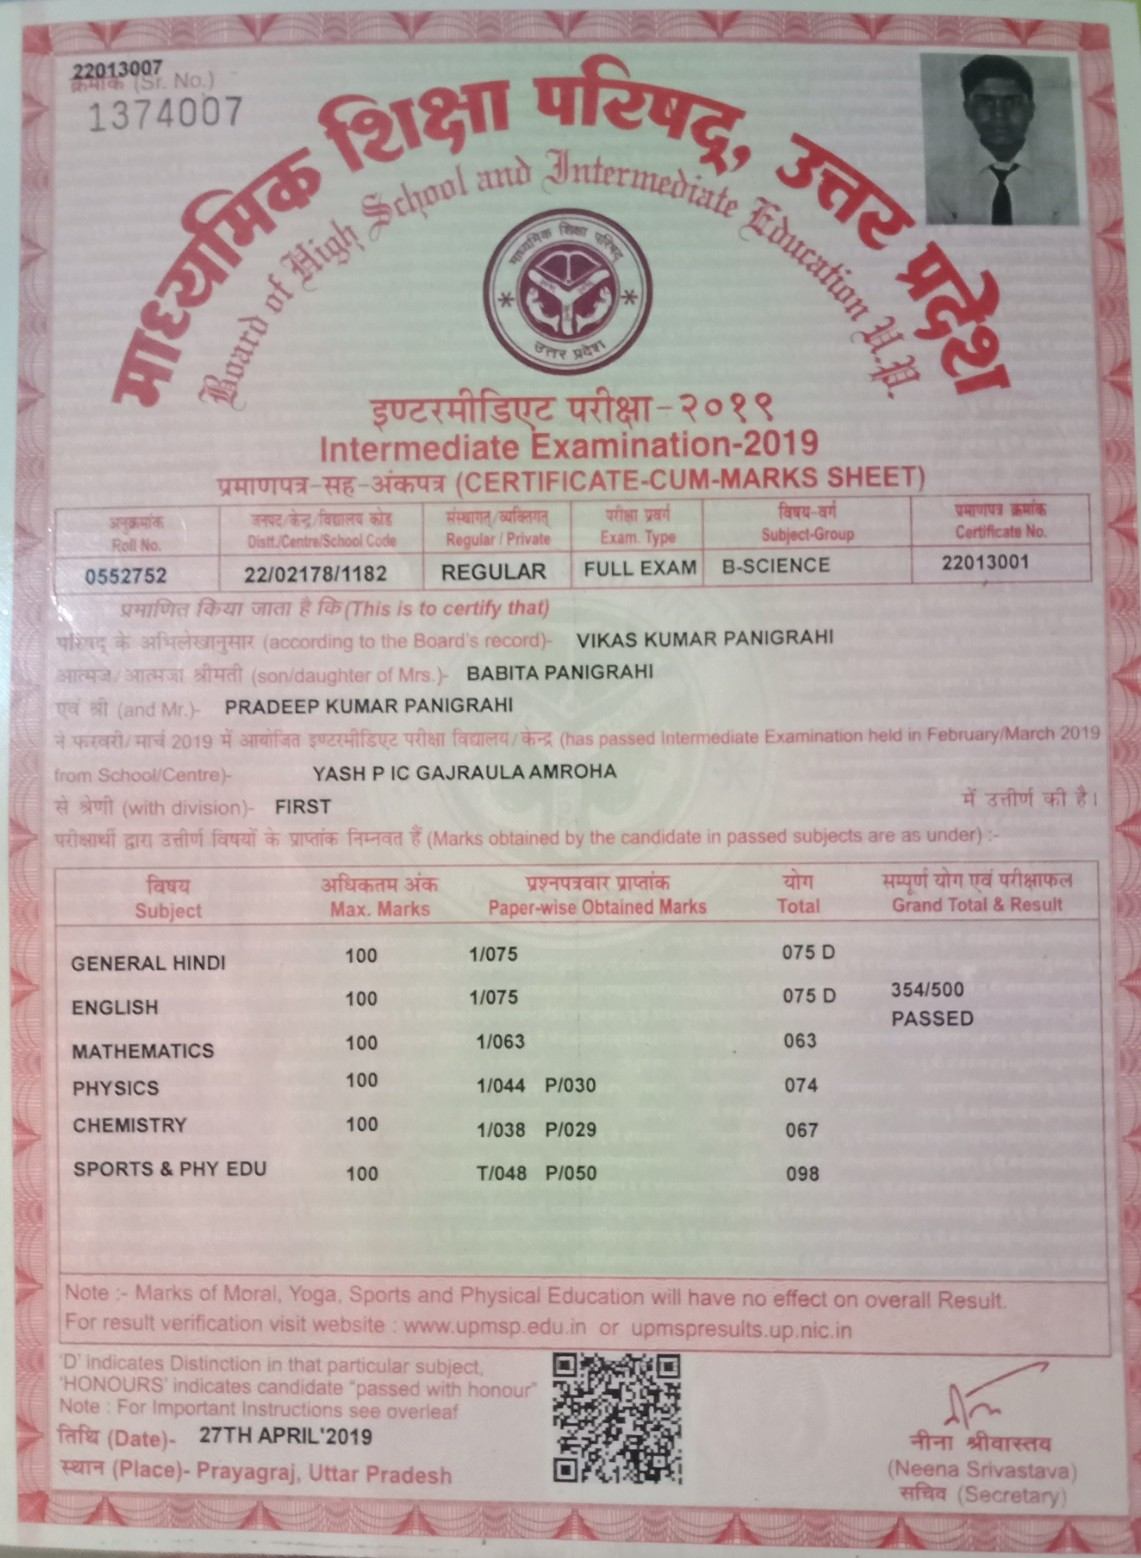 22013007
क्रमांक (Sr. No.)
1374007
माध्यमिक शिक्षा परिषद्, उत्तर प्रदेश
Board of High School and Intermediate Education U.P.
माध्यमिक शिक्षा परिषद्
उत्तर प्रदेश
इण्टरमीडिएट परीक्षा-२०१९
Intermediate Examination-2019
प्रमाणपत्र-सह-अंकपत्र (CERTIFICATE-CUM-MARKS SHEET)
अनुक्रमांक जनपद/केन्द्र/विद्यालय कोड संस्थागत्/व्यक्तिगत् परीक्षा प्रवर्ग विषय-वर्ग प्रमाणपत्र क्रमांक
Roll No. Distt./Centre/School Code Regular / Private Exam. Type Subject-Group Certificate No.
0552752 22/02178/1182 REGULAR FULL EXAM B-SCIENCE 22013001
प्रमाणित किया जाता है कि (This is to certify that)
परिषद् के अभिलेखानुसार (according to the Board's record)- VIKAS KUMAR PANIGRAHI
आत्मज/आत्मजा श्रीमती (son/daughter of Mrs.)- BABITA PANIGRAHI
एवं श्री (and Mr.)- PRADEEP KUMAR PANIGRAHI
ने फरवरी/मार्च 2019 में आयोजित इण्टरमीडिएट परीक्षा विद्यालय/केन्द्र (has passed Intermediate Examination held in February/March 2019
from School/Centre)- YASH P IC GAJRAULA AMROHA
से श्रेणी (with division)- FIRST में उत्तीर्ण की है।
परीक्षार्थी द्वारा उत्तीर्ण विषयों के प्राप्तांक निम्नवत हैं (Marks obtained by the candidate in passed subjects are as under) :-
विषय अधिकतम अंक प्रश्नपत्रवार प्राप्तांक योग सम्पूर्ण योग एवं परीक्षाफल
Subject Max. Marks Paper-wise Obtained Marks Total Grand Total & Result
GENERAL HINDI 100 1/075 075 D
ENGLISH 100 1/075 075 D 354/500
PASSED
MATHEMATICS 100 1/063 063
PHYSICS 100 1/044 P/030 074
CHEMISTRY 100 1/038 P/029 067
SPORTS & PHY EDU 100 T/048 P/050 098
Note :- Marks of Moral, Yoga, Sports and Physical Education will have no effect on overall Result.
For result verification visit website : www.upmsp.edu.in or upmspresults.up.nic.in
'D' indicates Distinction in that particular subject,
'HONOURS' indicates candidate "passed with honour"
Note : For Important Instructions see overleaf
तिथि (Date)- 27TH APRIL'2019
स्थान (Place)- Prayagraj, Uttar Pradesh
नीना श्रीवास्तव
(Neena Srivastava)
सचिव (Secretary)